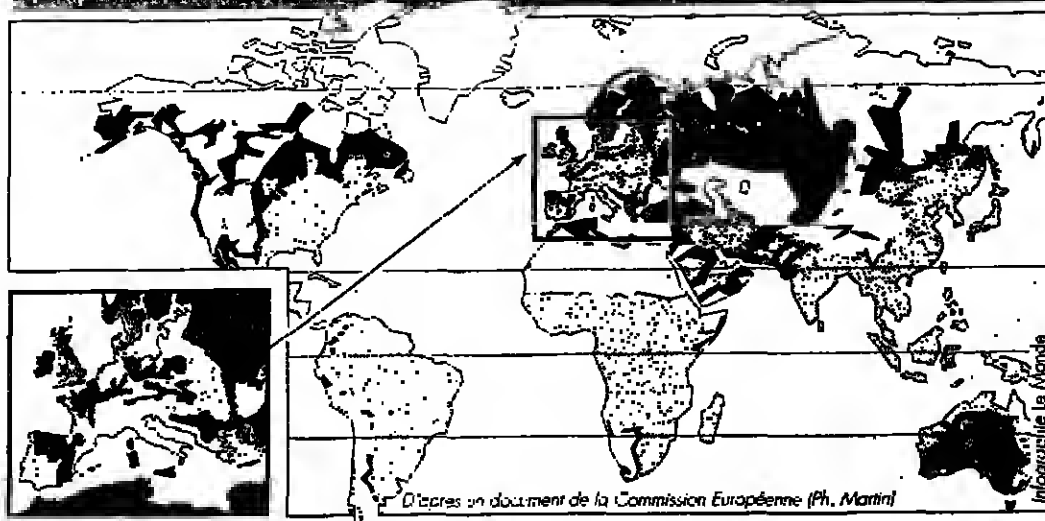 D'après un document de la Commission Européenne (Ph. Martin)
Infographie Le Monde